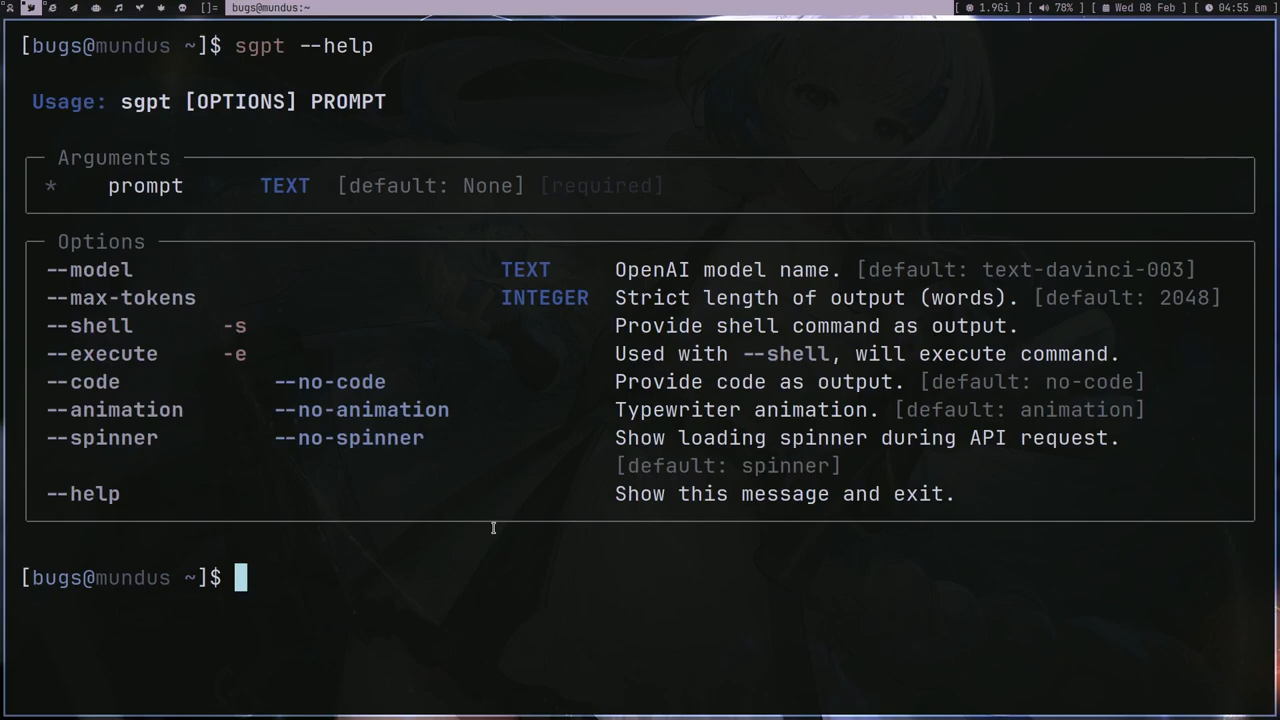 []= bugs@mundus:~ [ 1.9Gi] [ 78% ] [ Wed 08 Feb ] [ 04:55 am ]
[bugs@mundus ~]$ sgpt --help
Usage: sgpt [OPTIONS] PROMPT
Arguments
* prompt TEXT [default: None] [required]
Options
--model TEXT OpenAI model name. [default: text-davinci-003]
--max-tokens INTEGER Strict length of output (words). [default: 2048]
--shell -s Provide shell command as output.
--execute -e Used with --shell, will execute command.
--code --no-code Provide code as output. [default: no-code]
--animation --no-animation Typewriter animation. [default: animation]
--spinner --no-spinner Show loading spinner during API request.
[default: spinner]
--help Show this message and exit.
[bugs@mundus ~]$